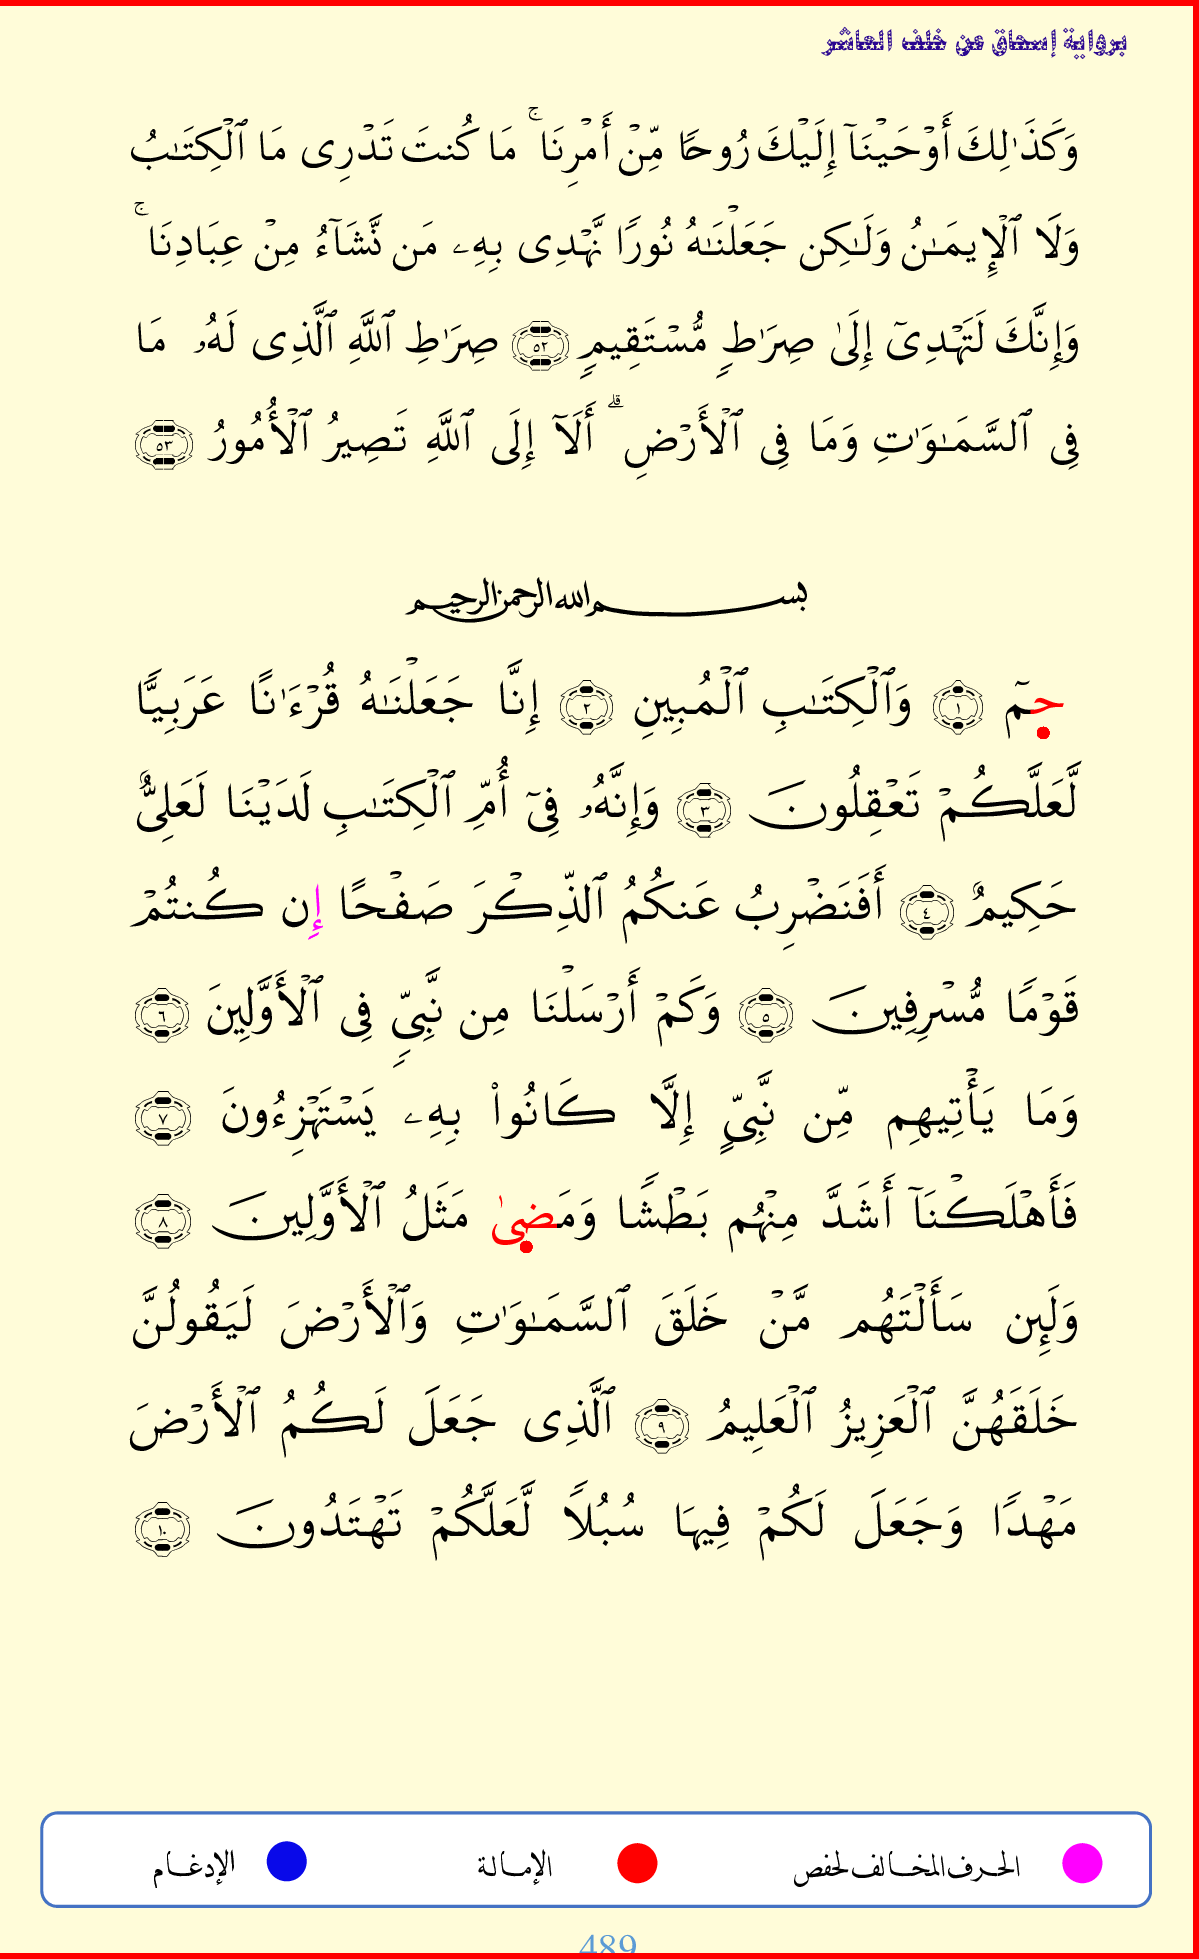 برواية إسحاق عن خلف العاشر
وَكَذَٰلِكَ أَوۡحَيۡنَآ إِلَيۡكَ رُوحٗا مِّنۡ أَمۡرِنَاۚ مَا كُنتَ تَدۡرِي مَا ٱلۡكِتَٰبُ
وَلَا ٱلۡإِيمَٰنُ وَلَٰكِن جَعَلۡنَٰهُ نُورٗا نَّهۡدِي بِهِۦ مَن نَّشَآءُ مِنۡ عِبَادِنَاۚ
وَإِنَّكَ لَتَهۡدِيٓ إِلَىٰ صِرَٰطٖ مُّسۡتَقِيمٖ ٥٢ صِرَٰطِ ٱللَّهِ ٱلَّذِي لَهُۥ مَا
فِي ٱلسَّمَٰوَٰتِ وَمَا فِي ٱلۡأَرۡضِۗ أَلَآ إِلَى ٱللَّهِ تَصِيرُ ٱلۡأُمُورُ ٥٣
بسم الله الرحمن الرحيم
حمٓ ١ وَٱلۡكِتَٰبِ ٱلۡمُبِينِ ٢ إِنَّا جَعَلۡنَٰهُ قُرۡءَٰنًا عَرَبِيّٗا
لَّعَلَّكُمۡ تَعۡقِلُونَ ٣ وَإِنَّهُۥ فِيٓ أُمِّ ٱلۡكِتَٰبِ لَدَيۡنَا لَعَلِيٌّ
حَكِيمٌ ٤ أَفَنَضۡرِبُ عَنكُمُ ٱلذِّكۡرَ صَفۡحًا إِن كُنتُمۡ
قَوۡمٗا مُّسۡرِفِينَ ٥ وَكَمۡ أَرۡسَلۡنَا مِن نَّبِيّٖ فِي ٱلۡأَوَّلِينَ ٦
وَمَا يَأۡتِيهِم مِّن نَّبِيٍّ إِلَّا كَانُواْ بِهِۦ يَسۡتَهۡزِءُونَ ٧
فَأَهۡلَكۡنَآ أَشَدَّ مِنۡهُم بَطۡشٗا وَمَضِىٰ مَثَلُ ٱلۡأَوَّلِينَ ٨
وَلَئِن سَأَلۡتَهُم مَّنۡ خَلَقَ ٱلسَّمَٰوَٰتِ وَٱلۡأَرۡضَ لَيَقُولُنَّ
خَلَقَهُنَّ ٱلۡعَزِيزُ ٱلۡعَلِيمُ ٩ ٱلَّذِي جَعَلَ لَكُمُ ٱلۡأَرۡضَ
مَهۡدٗا وَجَعَلَ لَكُمۡ فِيهَا سُبُلٗا لَّعَلَّكُمۡ تَهۡتَدُونَ ١٠
الحرف المخالف لحفص الإمالة الإدغام
489